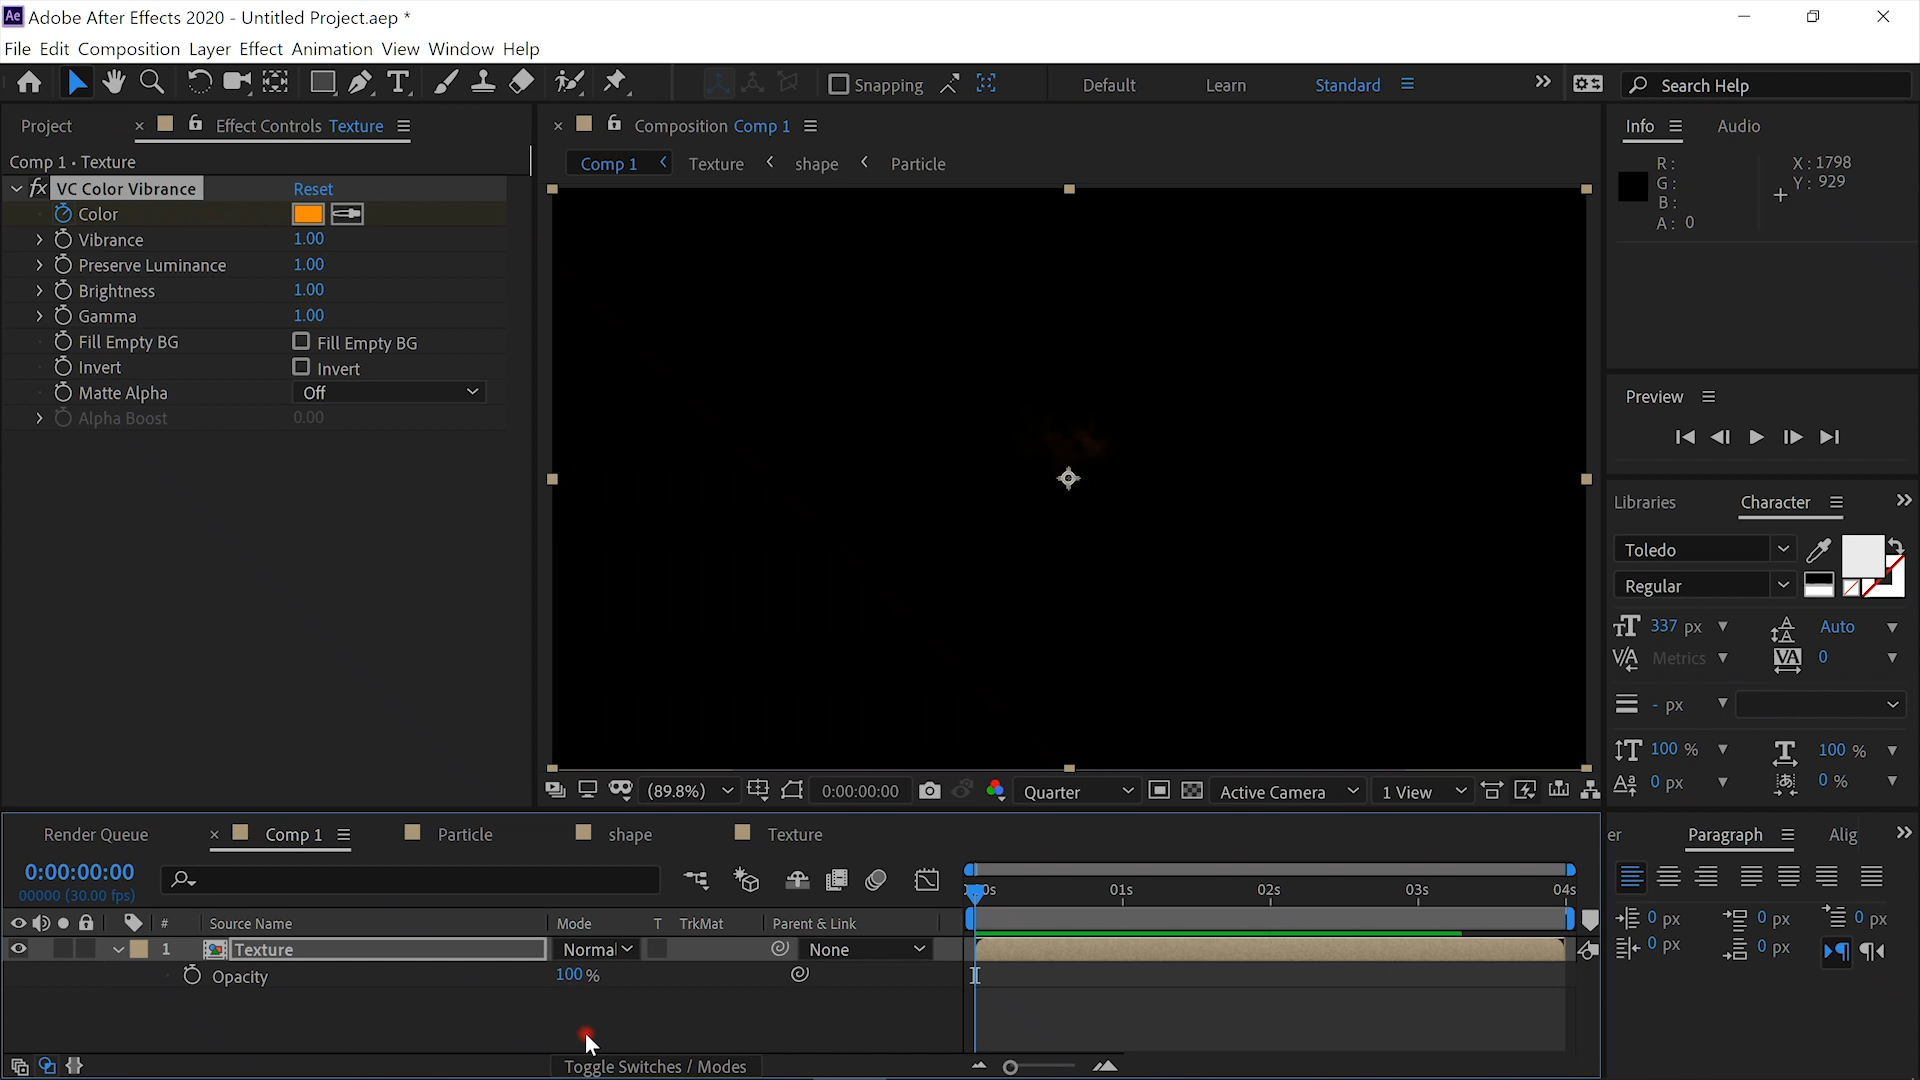 Ae Adobe After Effects 2020 - Untitled Project.aep *
File Edit Composition Layer Effect Animation View Window Help
Snapping
Default
Learn
Standard
Search Help
Project
Effect Controls Texture
Comp 1 • Texture
fx VC Color Vibrance Reset
Color
Vibrance 1.00
Preserve Luminance 1.00
Brightness 1.00
Gamma 1.00
Fill Empty BG Fill Empty BG
Invert Invert
Matte Alpha Off
Alpha Boost 0.00
Composition Comp 1
Comp 1 Texture shape Particle
(89.8%) 0:00:00:00 Quarter Active Camera 1 View
Info Audio
R: X: 1798
G: Y: 929
B:
A: 0
Preview
Libraries Character
Toledo
Regular
337 px Auto
Metrics 0
- px
100 % 100 %
0 px 0 %
er Paragraph Alig
0 px 0 px 0 px
0 px 0 px
Render Queue Comp 1 Particle shape Texture
0:00:00:00
00000 (30.00 fps)
# Source Name Mode T TrkMat Parent & Link
1 Texture Normal None
Opacity 100 %
01s 02s 03s 04s
Toggle Switches / Modes